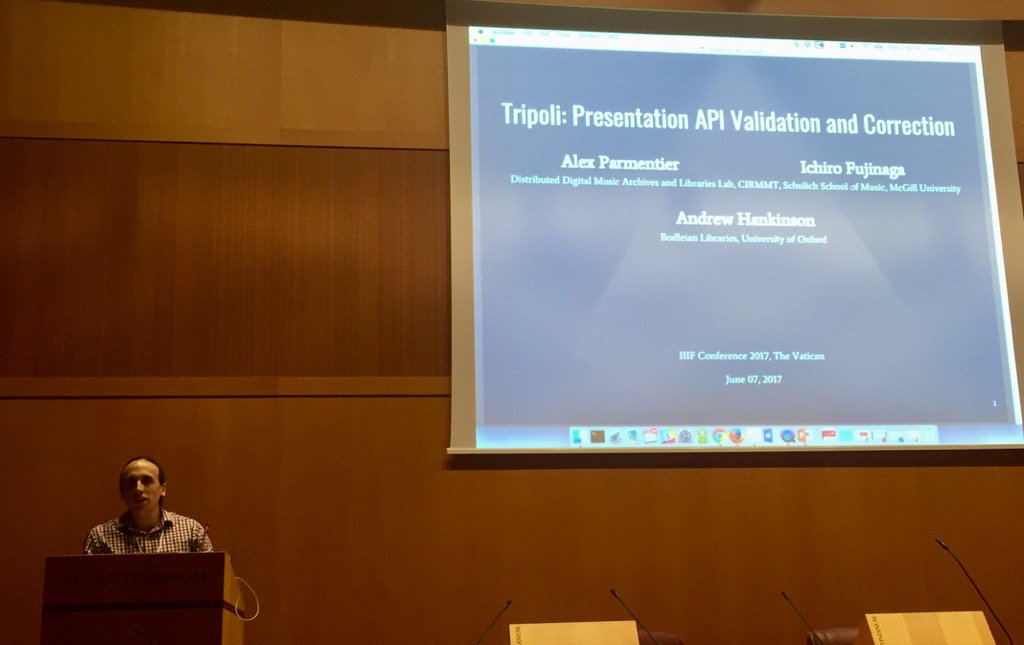 Tripoli: Presentation API Validation and Correction
Alex Parmentier Ichiro Fujinaga
Distributed Digital Music Archives and Libraries Lab, CIRMMT, Schulich School of Music, McGill University
Andrew Hankinson
Bodleian Libraries, University of Oxford
IIIF Conference 2017, The Vatican
June 07, 2017
1